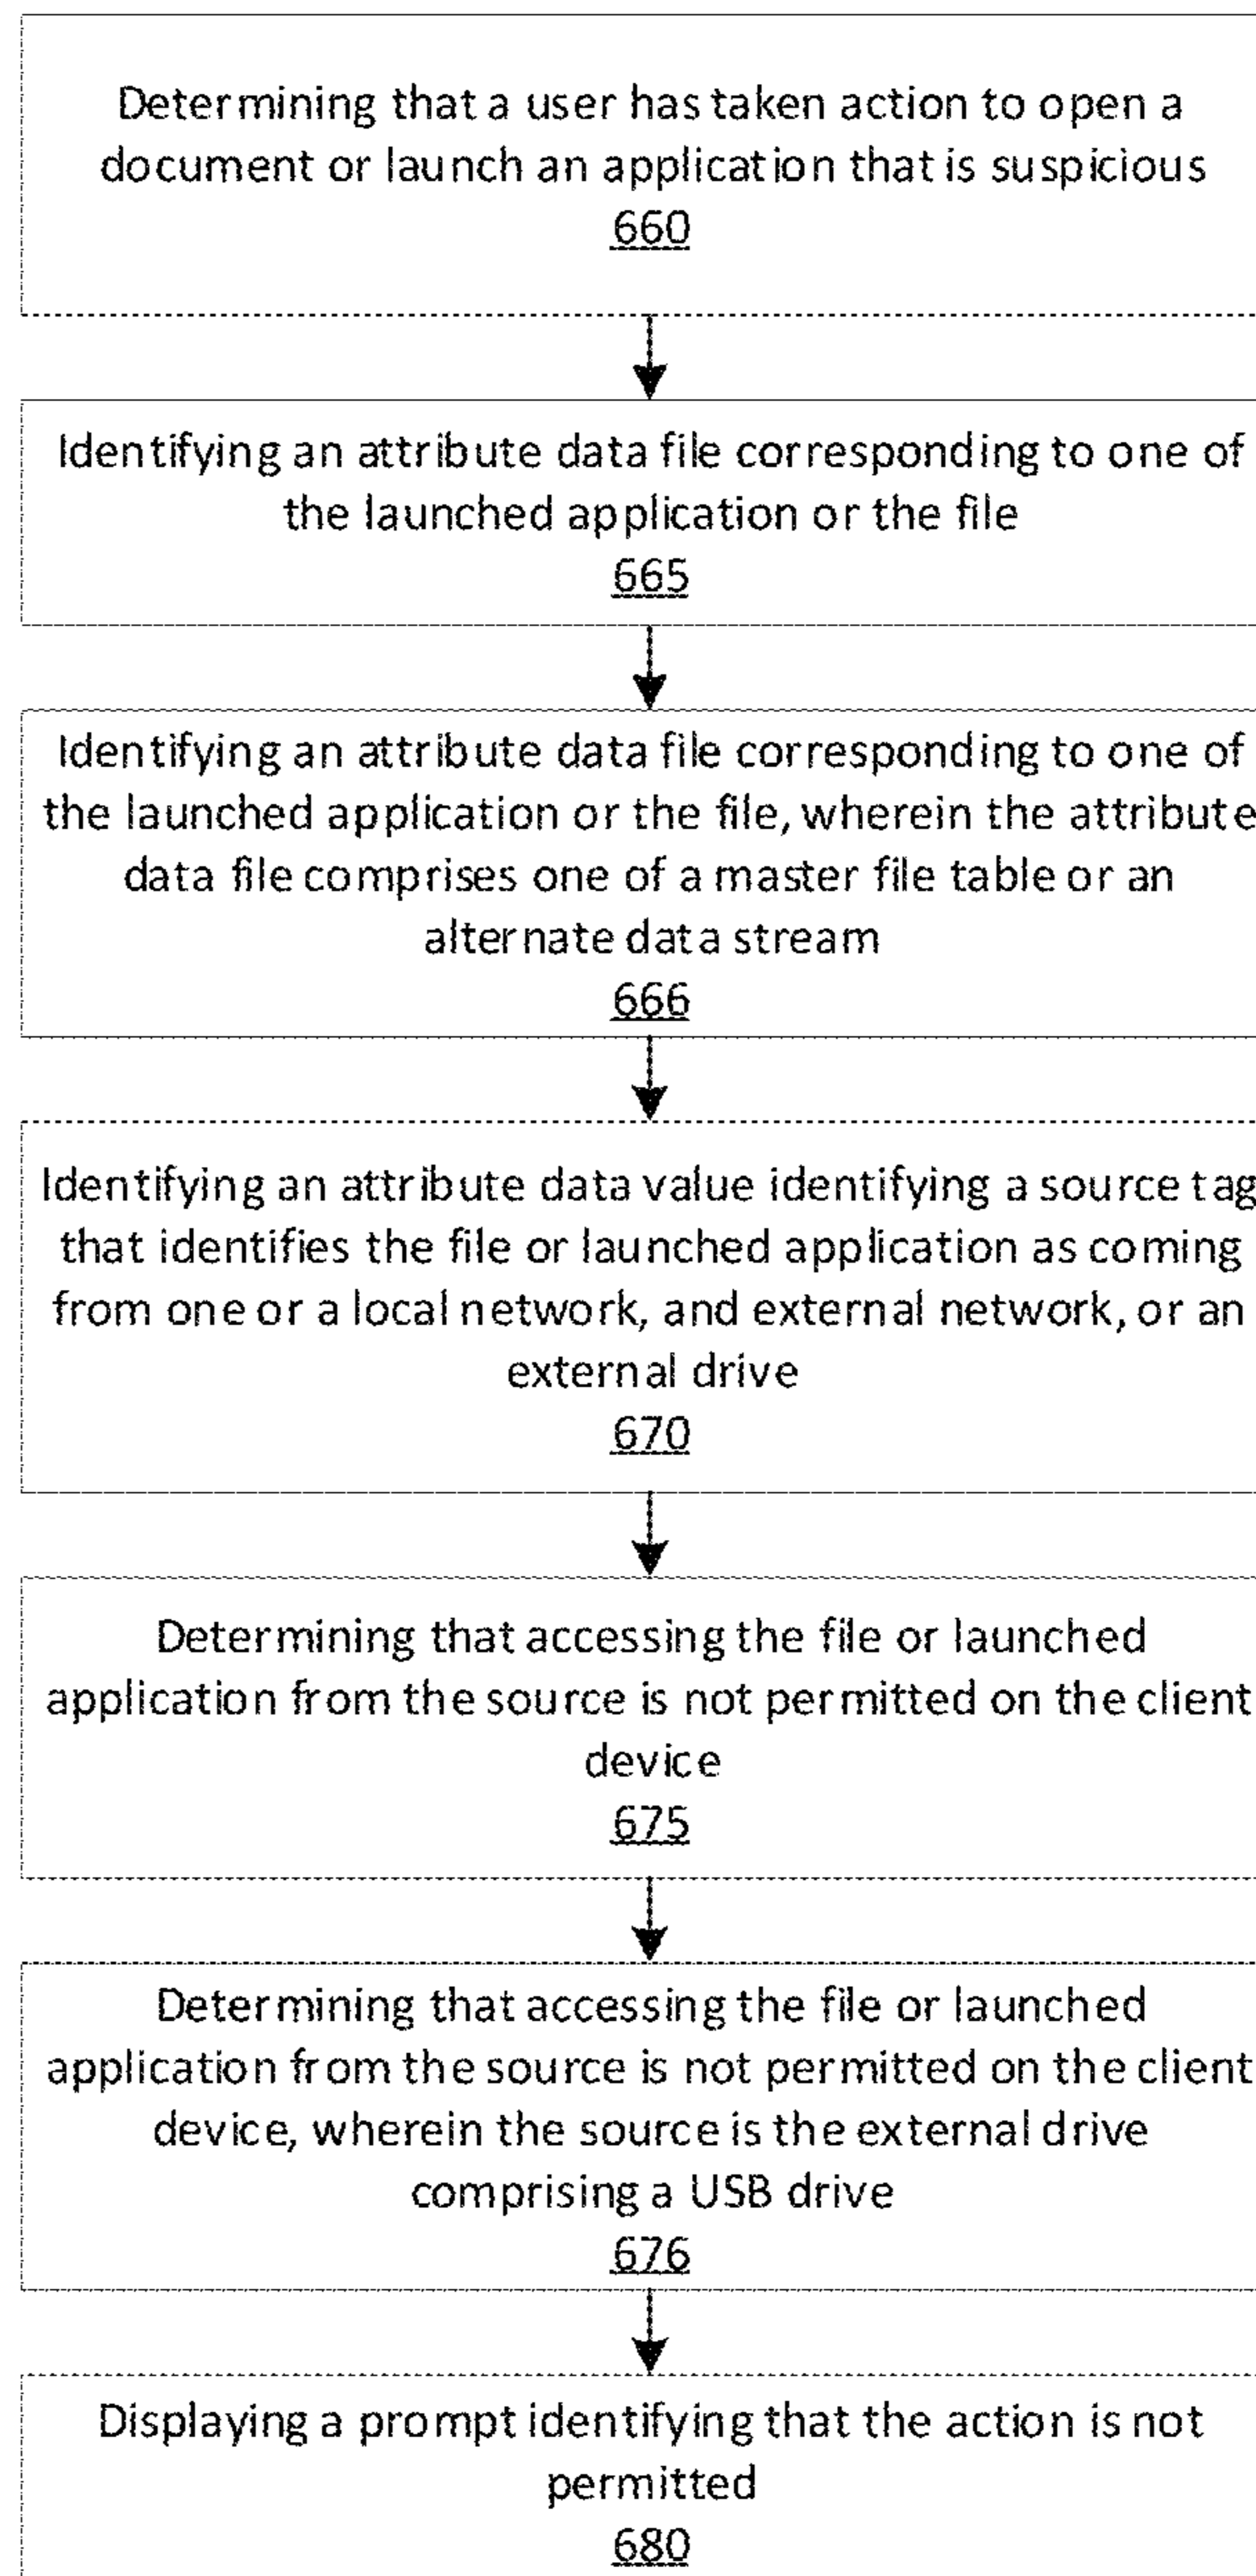 Determining that a user has taken action to open a
document or launch an application that is suspicious
660
Identifying an attribute data file corresponding to one of
the launched application or the file
665
Identifying an attribute data file corresponding to one of
the launched application or the file, wherein the attribute
data file comprises one of a master file table or an
alternate data stream
666
Identifying an attribute data value identifying a source tag
that identifies the file or launched application as coming
from one or a local network, and external network, or an
external drive
670
Determining that accessing the file or launched
application from the source is not permitted on the client
device
675
Determining that accessing the file or launched
application from the source is not permitted on the client
device, wherein the source is the external drive
comprising a USB drive
676
Displaying a prompt identifying that the action is not
permitted
680